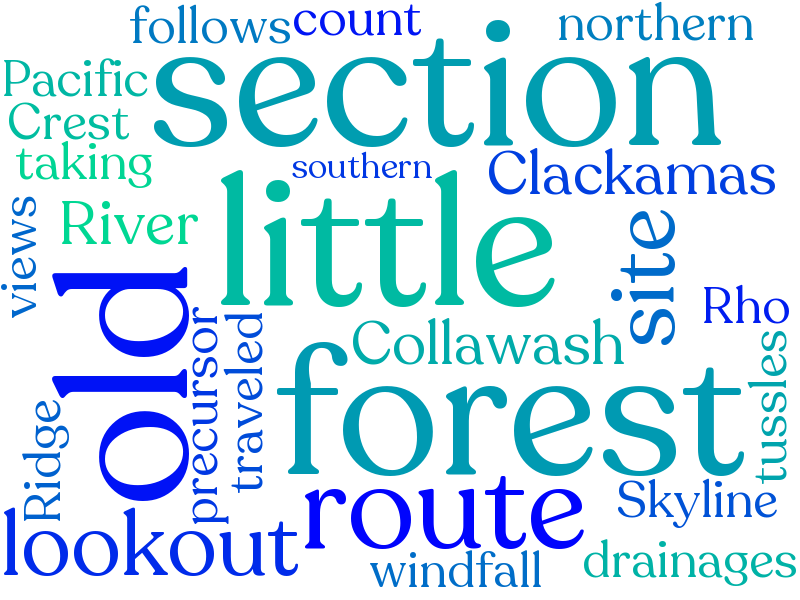 follows
count
northern
section
Pacific
Crest
taking
southern
Clackamas
little
River
views
site
old
Rho
precursor
traveled
Collawash
tussles
forest
Ridge
route
Skyline
lookout
windfall
drainages